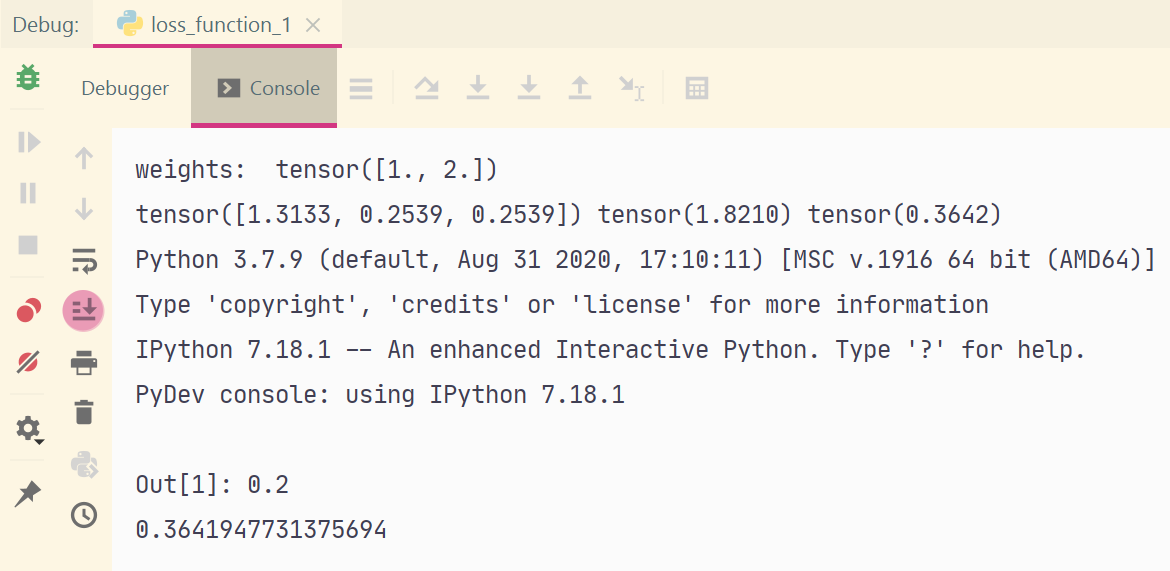 Debug: loss_function_1
Debugger Console
weights:  tensor([1., 2.])
tensor([1.3133, 0.2539, 0.2539]) tensor(1.8210) tensor(0.3642)
Python 3.7.9 (default, Aug 31 2020, 17:10:11) [MSC v.1916 64 bit (AMD64)]
Type 'copyright', 'credits' or 'license' for more information
IPython 7.18.1 -- An enhanced Interactive Python. Type '?' for help.
PyDev console: using IPython 7.18.1
Out[1]: 0.2
0.3641947731375694